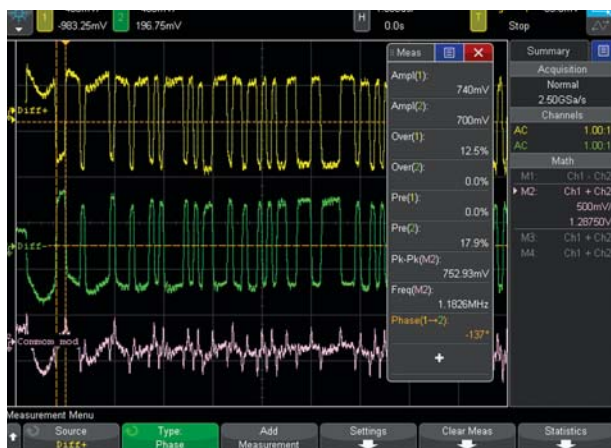 1
-983.25mV
2
196.75mV
H
0.0s
T
Stop
Meas
Summary
Ampl(1):
740mV
Ampl(2):
700mV
Over(1):
12.5%
Over(2):
0.0%
Pre(1):
0.0%
Pre(2):
17.9%
Pk-Pk(M2):
752.93mV
Freq(M2):
1.1826MHz
Phase(1→2):
-137°
Acquisition
Normal
2.50GSa/s
Channels
AC 1.00:1
AC 1.00:1
Math
M1: Ch1 - Ch2
M2: Ch1 + Ch2
500mV/
1.28750V
M3: Ch1 + Ch2
M4: Ch1 + Ch2
Diff+
Diff-
Commom mod
Measurement Menu
Source
Diff+
Type:
Phase
Add
Measurement
Settings
Clear Meas
Statistics